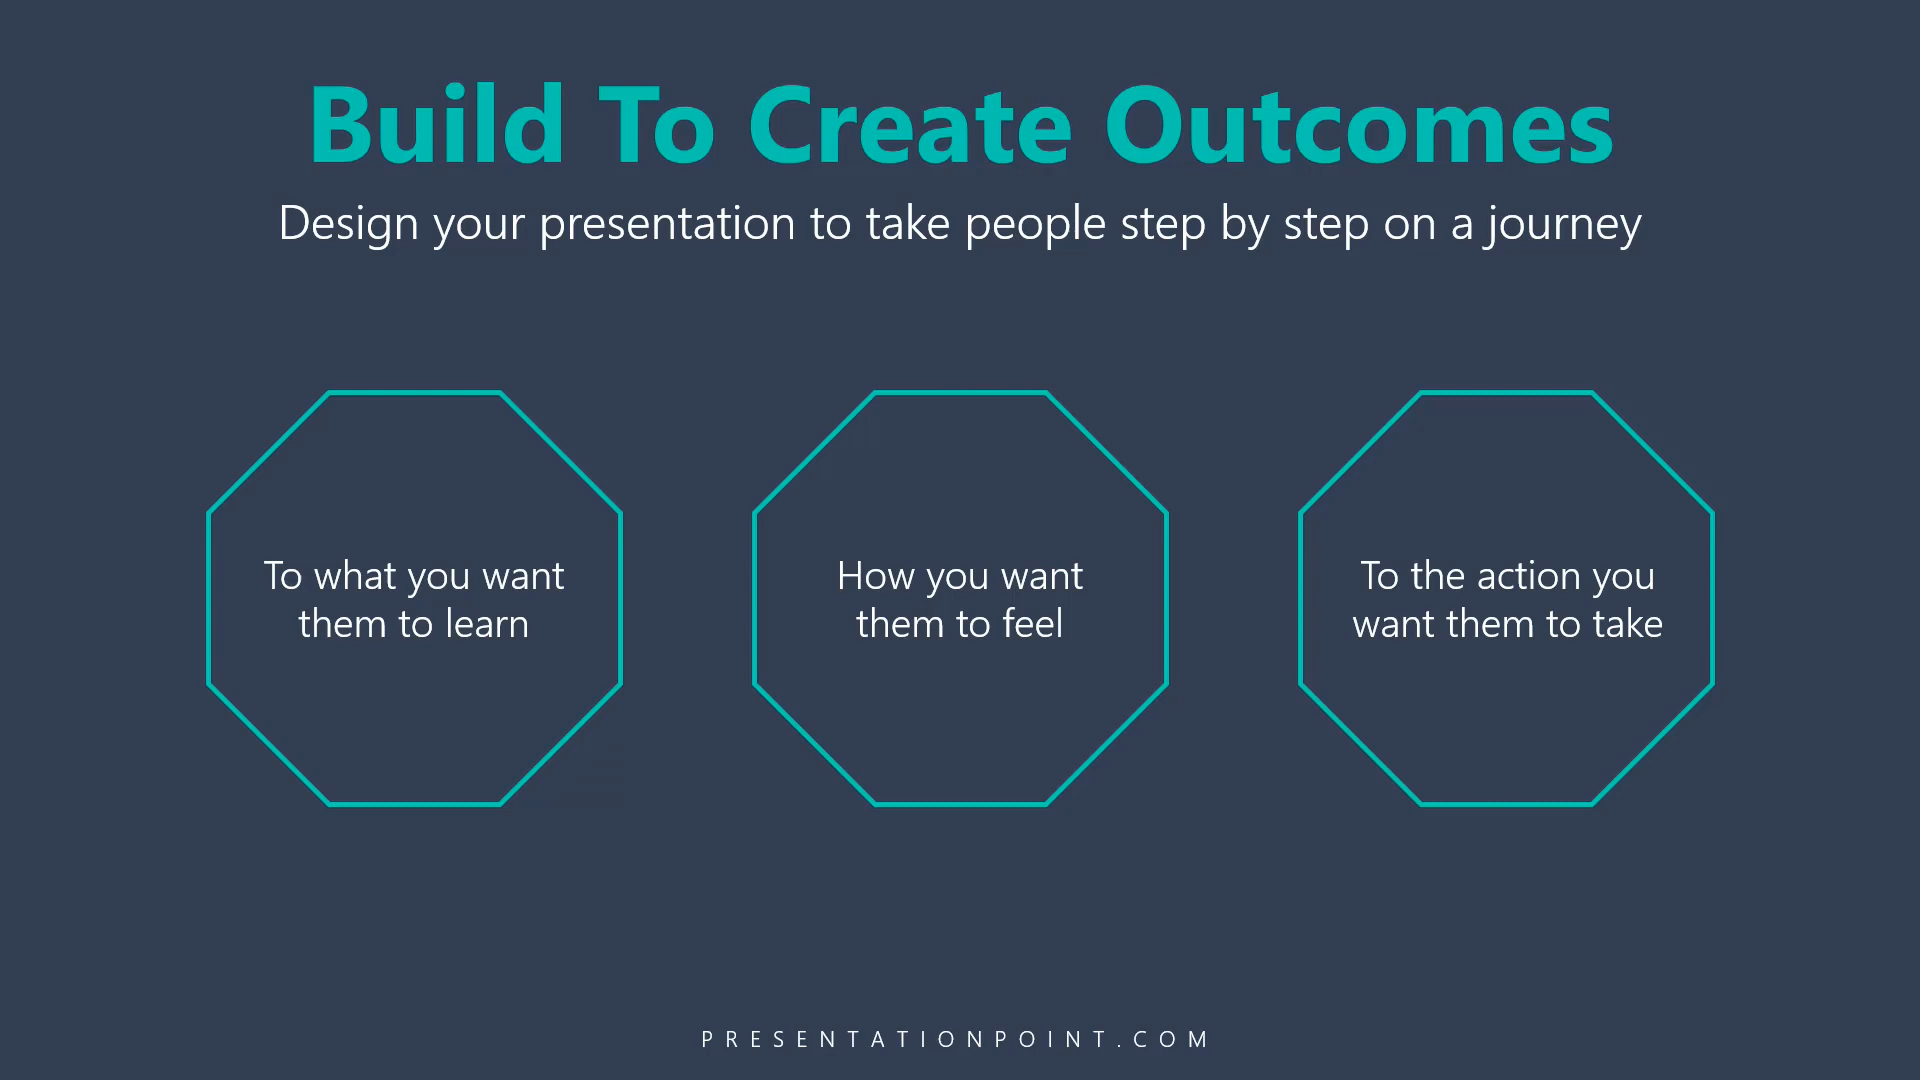 Build To Create Outcomes
Design your presentation to take people step by step on a journey
To what you want
them to learn
How you want
them to feel
To the action you
want them to take
PRESENTATIONPOINT.COM